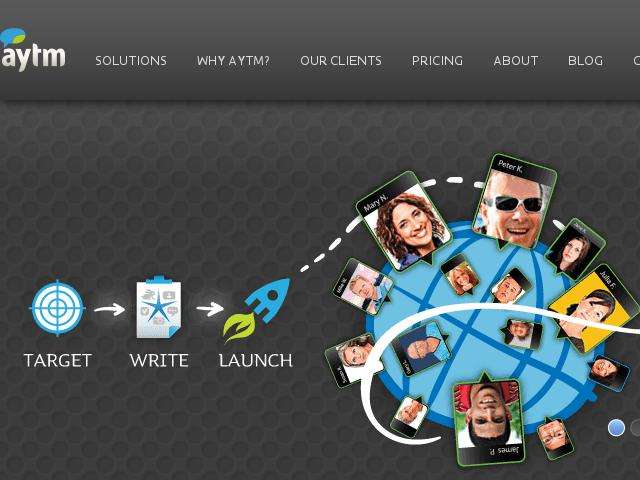 aytm
SOLUTIONS
WHY AYTM?
OUR CLIENTS
PRICING
ABOUT
BLOG
Mary N.
Peter K.
Julia F.
TARGET
WRITE
LAUNCH
James P.